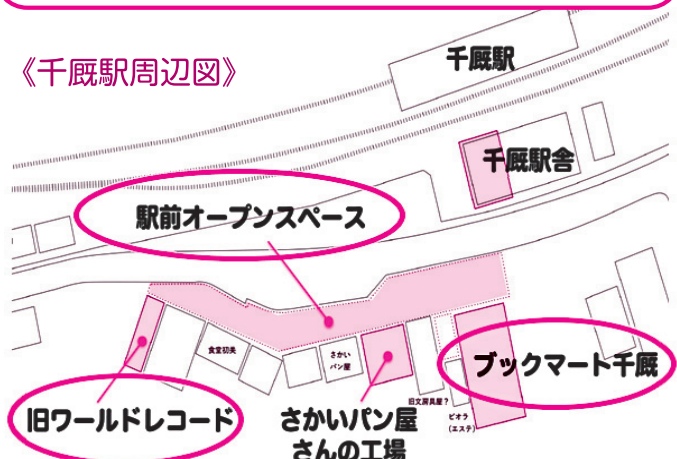 千厩駅
《千厩駅周辺図》
千厩駅舎
駅前オープンスペース
食堂初美
さかい
パン屋
ブックマート千厩
旧文房具屋?
ビオラ
(エステ)
旧ワールドレコード
さかいパン屋
さんの工場